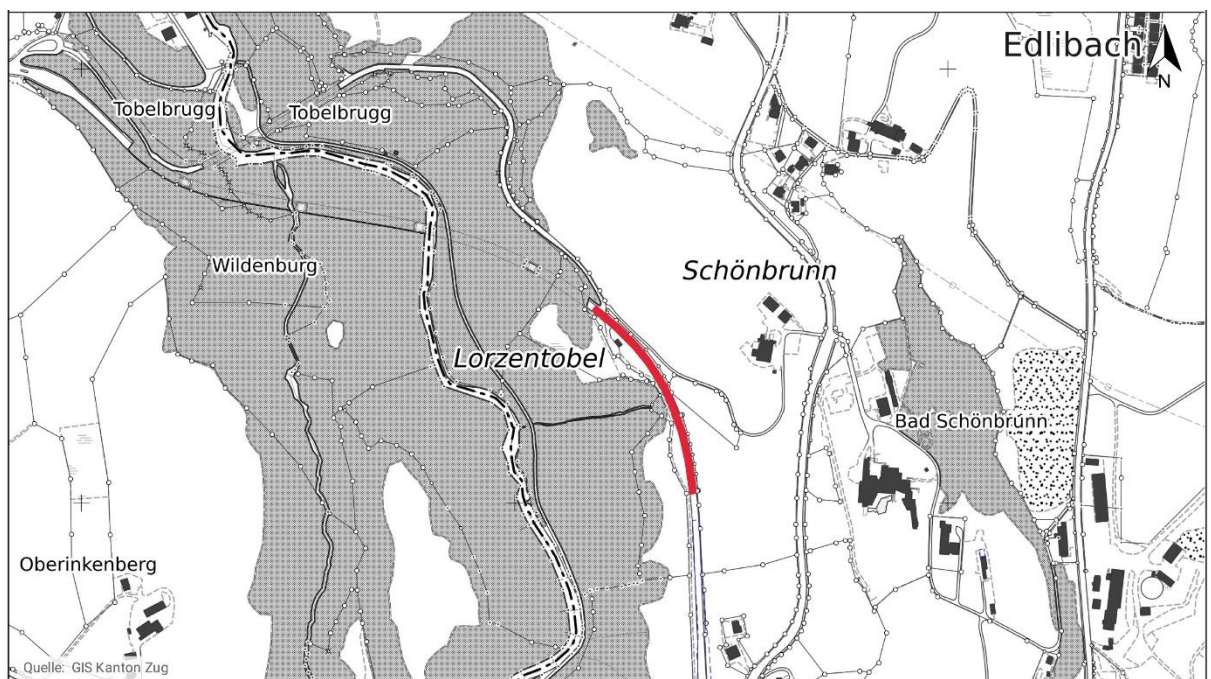 Edlibach
N
Tobelbrugg
Tobelbrugg
Wildenburg
Schönbrunn
Lorzentobel
Bad Schönbrunn
Oberinkenberg
Quelle: GIS Kanton Zug